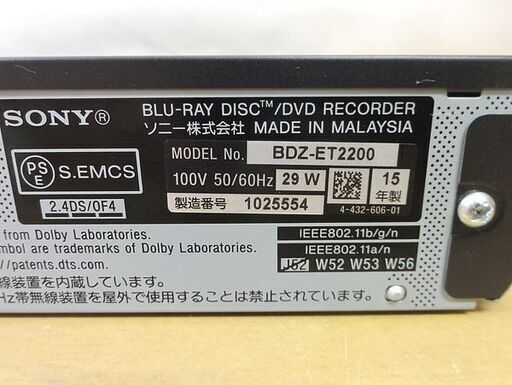 SONY® BLU-RAY DISC™/DVD RECORDER
ソニー株式会社 MADE IN MALAYSIA
PS E S.EMCS
MODEL No. BDZ-ET2200
100V 50/60Hz 29 W 15年製
製造番号 1025554
4-432-606-01
2.4DS/OF4
from Dolby Laboratories.
mbol are trademarks of Dolby Laboratories.
//patents.dts.com.
IEEE802.11b/g/n
IEEE802.11a/n
J52 W52 W53 W56
線装置を内蔵しています。
Hz帯無線装置を屋外で使用することは禁止されています。